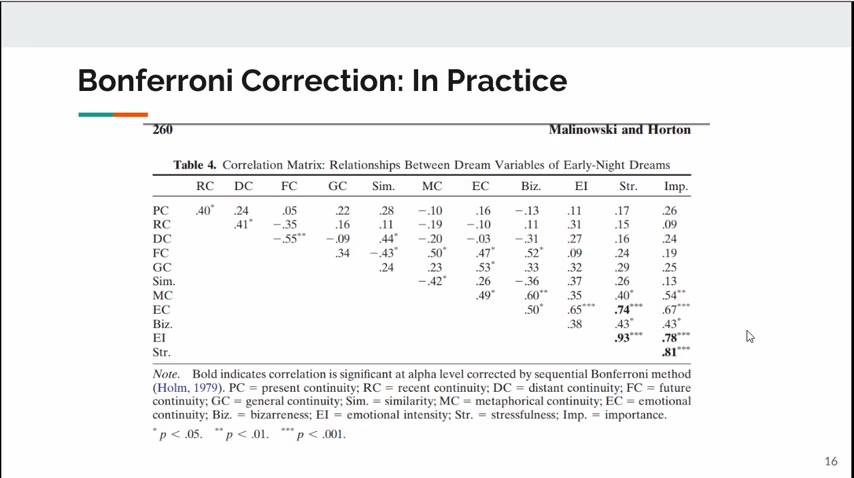 Bonferroni Correction: In Practice
260 Malinowski and Horton
Table 4. Correlation Matrix: Relationships Between Dream Variables of Early-Night Dreams
RC DC FC GC Sim. MC EC Biz. EI Str. Imp.
PC .40* .24 .05 .22 .28 −.10 .16 −.13 .11 .17 .26
RC .41* −.35 .16 .11 −.19 −.10 .11 .31 .15 .09
DC −.55** −.09 .44* −.20 −.03 −.31 .27 .16 .24
FC .34 −.43* .50* .47* .52* .09 .24 .19
GC .24 .23 .53* .33 .32 .29 .25
Sim. −.42* .26 −.36 .37 .26 .13
MC .49* .60** .35 .40* .54**
EC .50* .65*** .74*** .67***
Biz. .38 .43* .43*
EI .93*** .78***
Str. .81***
Note. Bold indicates correlation is significant at alpha level corrected by sequential Bonferroni method
(Holm, 1979). PC = present continuity; RC = recent continuity; DC = distant continuity; FC = future
continuity; GC = general continuity; Sim. = similarity; MC = metaphorical continuity; EC = emotional
continuity; Biz. = bizarreness; EI = emotional intensity; Str. = stressfulness; Imp. = importance.
*p < .05. **p < .01. ***p < .001.
16